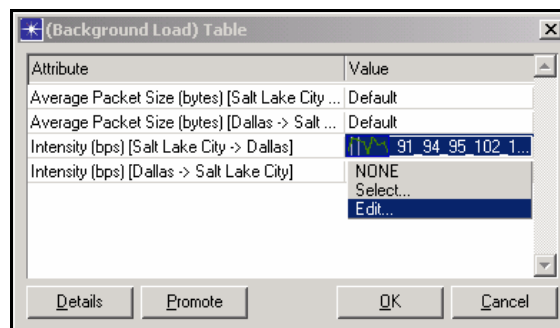 (Background Load) Table
Attribute Value
Average Packet Size (bytes) [Salt Lake City ... Default
Average Packet Size (bytes) [Dallas -> Salt ... Default
Intensity (bps) [Salt Lake City -> Dallas] 91_94_95_102_1...
Intensity (bps) [Dallas -> Salt Lake City] NONE
Select...
Edit...
Details Promote OK Cancel